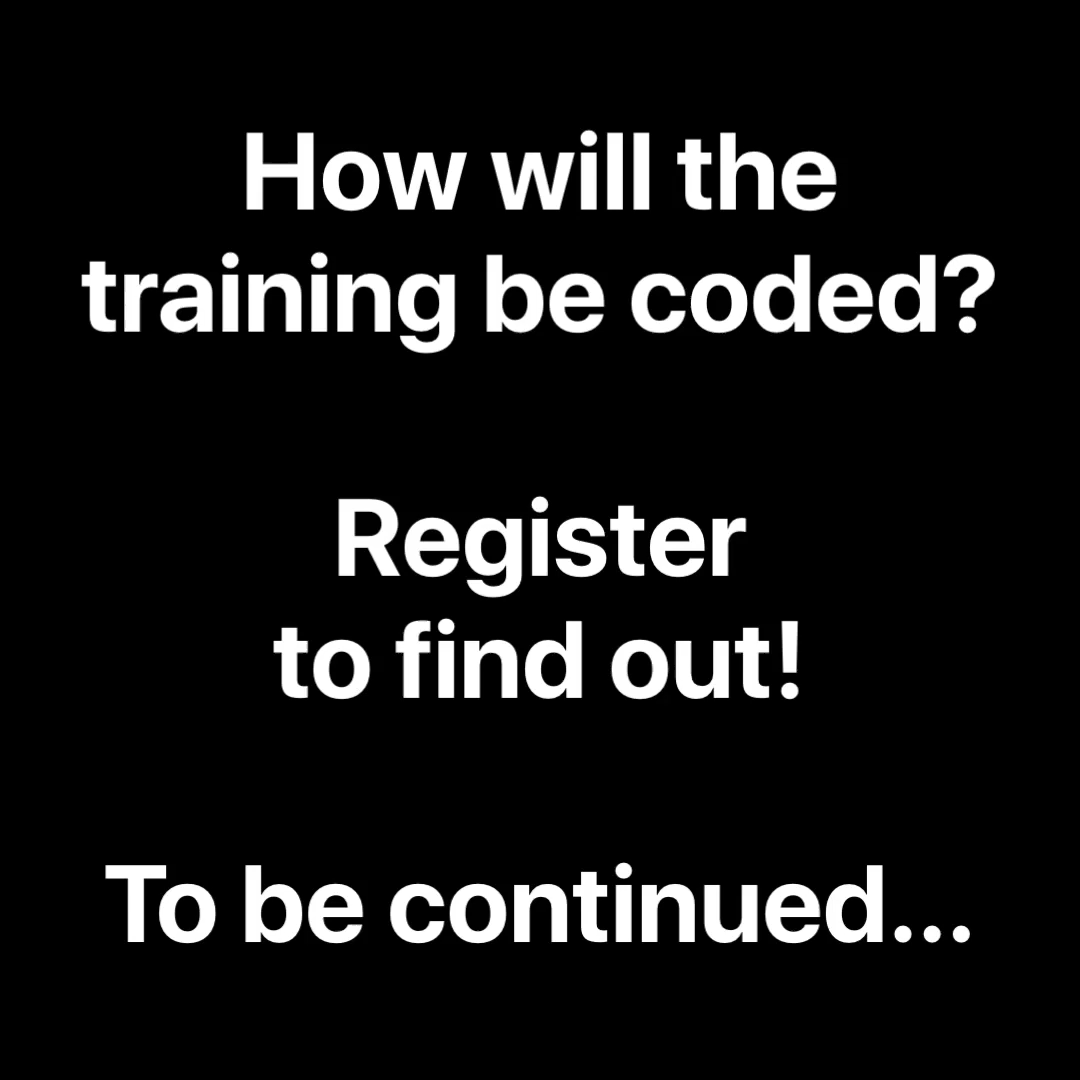 How will the
training be coded?
Register
to find out!
To be continued...